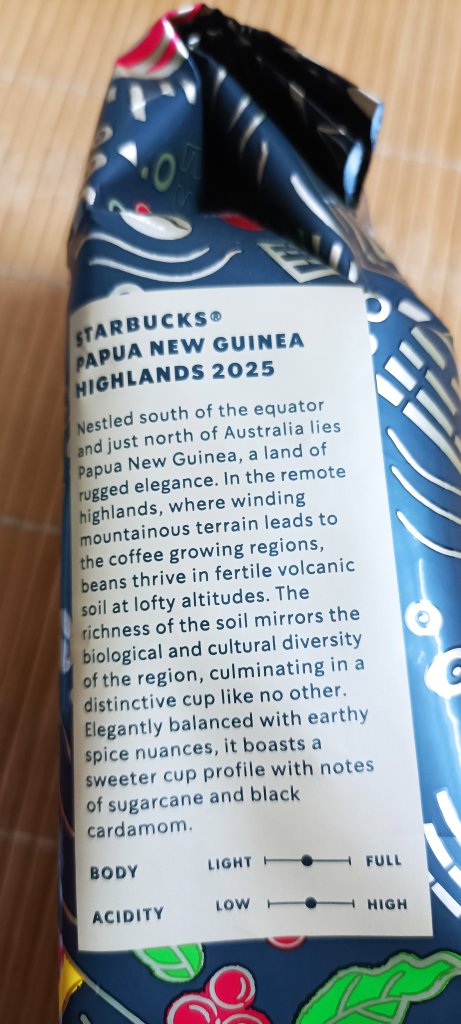 STARBUCKS®
PAPUA NEW GUINEA
HIGHLANDS 2025
Nestled south of the equator
and just north of Australia lies
Papua New Guinea, a land of
rugged elegance. In the remote
highlands, where winding
mountainous terrain leads to
the coffee growing regions,
beans thrive in fertile volcanic
soil at lofty altitudes. The
richness of the soil mirrors the
biological and cultural diversity
of the region, culminating in a
distinctive cup like no other.
Elegantly balanced with earthy
spice nuances, it boasts a
sweeter cup profile with notes
of sugarcane and black
cardamom.
BODY LIGHT FULL
ACIDITY LOW HIGH